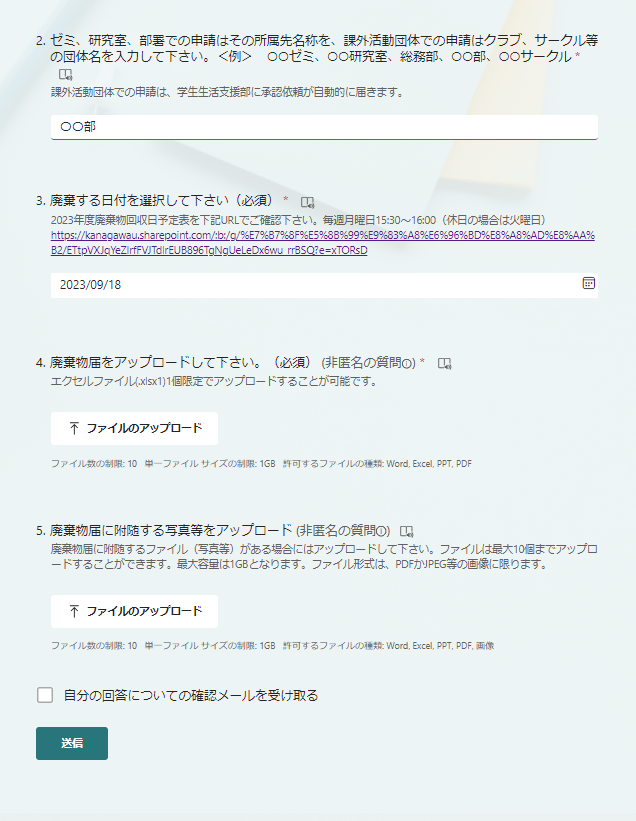 2. ゼミ、研究室、部署での申請はその所属先名称を、課外活動団体での申請はクラブ、サークル等
の団体名を入力して下さい。＜例＞　〇〇ゼミ、〇〇研究室、総務部、〇〇部、〇〇サークル *
課外活動団体での申請は、学生生活支援部に承認依頼が自動的に届きます。
〇〇部
3. 廃棄する日付を選択して下さい（必須） *
2023年度廃棄物回収日予定表を下記URLでご確認下さい。毎週月曜日15:30～16:00（休日の場合は火曜日）
https://kanagawau.sharepoint.com/:b:/g/%E7%B7%8F%E5%8B%99%E9%83%A8%E6%96%BD%E8%A8%AD%E8%AA%
B2/ETtpVXJqYeZIrfFVJTdIrEUB896TgNgUeLeDx6wu_rrBSQ?e=xTORsD
2023/09/18
4. 廃棄物届をアップロードして下さい。（必須） (非匿名の質問ⓘ) *
エクセルファイル(.xlsx1)1個限定でアップロードすることが可能です。
ファイルのアップロード
ファイル数の制限: 10　単一ファイル サイズの制限: 1GB　許可するファイルの種類: Word, Excel, PPT, PDF
5. 廃棄物届に附随する写真等をアップロード (非匿名の質問ⓘ)
廃棄物届に附随するファイル（写真等）がある場合にはアップロードして下さい。ファイルは最大10個までアップロ
ードすることができます。最大容量は1GBとなります。ファイル形式は、PDFかJPEG等の画像に限ります。
ファイルのアップロード
ファイル数の制限: 10　単一ファイル サイズの制限: 1GB　許可するファイルの種類: Word, Excel, PPT, PDF, 画像
自分の回答についての確認メールを受け取る
送信